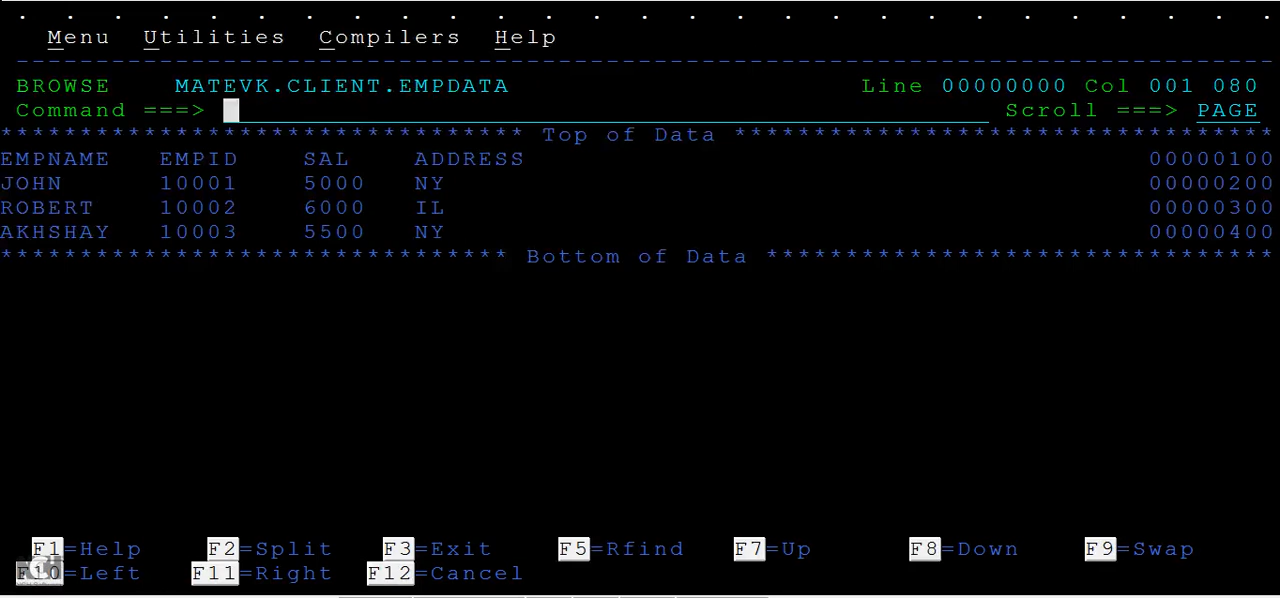 Menu Utilities Compilers Help
BROWSE MATEVK.CLIENT.EMPDATA Line 00000000 Col 001 080
Command ===> Scroll ===> PAGE
********************************* Top of Data **********************************
EMPNAME EMPID SAL ADDRESS 00000100
JOHN 10001 5000 NY 00000200
ROBERT 10002 6000 IL 00000300
AKHSHAY 10003 5500 NY 00000400
******************************** Bottom of Data ********************************
F1=Help F2=Split F3=Exit F5=Rfind F7=Up F8=Down F9=Swap
F10=Left F11=Right F12=Cancel